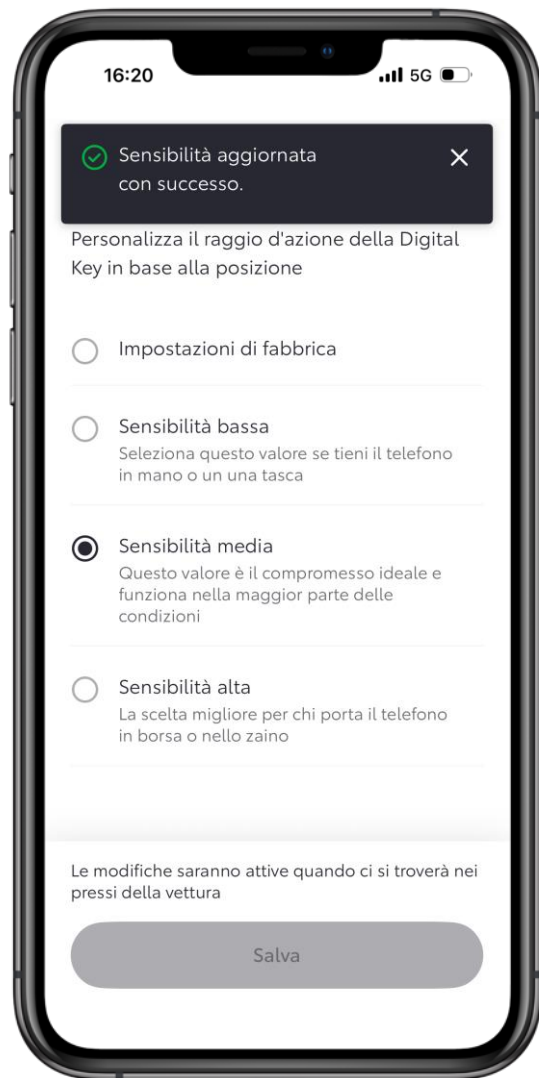 16:20
5G
Sensibilità aggiornata
con successo.
Personalizza il raggio d'azione della Digital
Key in base alla posizione
Impostazioni di fabbrica
Sensibilità bassa
Seleziona questo valore se tieni il telefono
in mano o un una tasca
Sensibilità media
Questo valore è il compromesso ideale e
funziona nella maggior parte delle
condizioni
Sensibilità alta
La scelta migliore per chi porta il telefono
in borsa o nello zaino
Le modifiche saranno attive quando ci si troverà nei
pressi della vettura
Salva